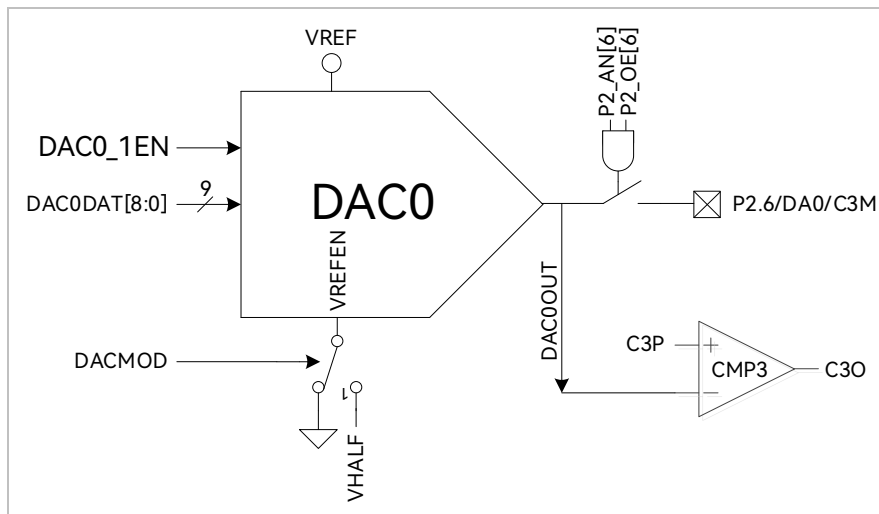 VREF
P2_AN[6]
P2_OE[6]
DAC0_1EN
9
DAC0DAT[8:0]
DAC0
P2.6/DA0/C3M
VREFEN
DAC0OUT
DACMOD
C3P
+
CMP3
C3O
−
1
VHALF